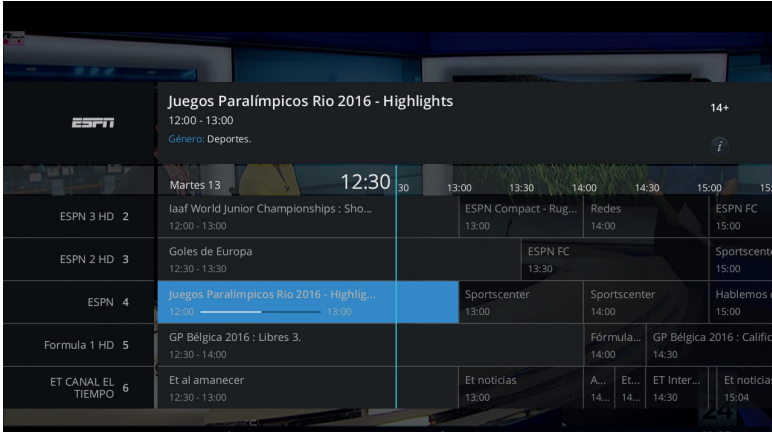 Juegos Paralímpicos Rio 2016 - Highlights
12:00 - 13:00
Género: Deportes.
14+
i
ESPN
Martes 13
12:30
30 13:00 13:30 14:00 14:30 15:00 15:
ESPN 3 HD 2
Iaaf World Junior Championships : Sho...
12:00 - 13:00
ESPN Compact - Rug...
13:00
Redes
14:00
ESPN FC
15:00
ESPN 2 HD 3
Goles de Europa
12:30 - 13:30
ESPN FC
13:30
Sportscente
15:00
ESPN 4
Juegos Paralímpicos Rio 2016 - Highlig...
12:00 13:00
Sportscenter
13:00
Sportscenter
14:00
Hablemos
15:00
Formula 1 HD 5
GP Bélgica 2016 : Libres 3.
12:30 - 14:00
Fórmula...
14:00
GP Bélgica 2016 : Calific
14:30
ET CANAL EL
TIEMPO 6
Et al amanecer
12:30 - 13:00
Et noticias
13:00
A...
14...
Et...
14...
ET Inter...
14:30
Et noticias
15:04
24